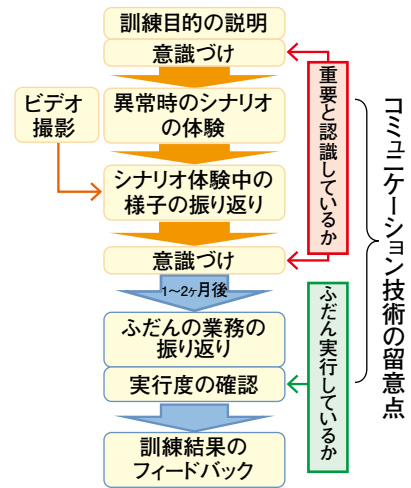 訓練目的の説明
意識づけ
異常時のシナリオ
の体験
ビデオ
撮影
シナリオ体験中の
様子の振り返り
意識づけ
1〜2ヶ月後
ふだんの業務の
振り返り
実行度の確認
訓練結果の
フィードバック
重要と認識しているか
ふだん実行しているか
コミュニケーション技術の留意点